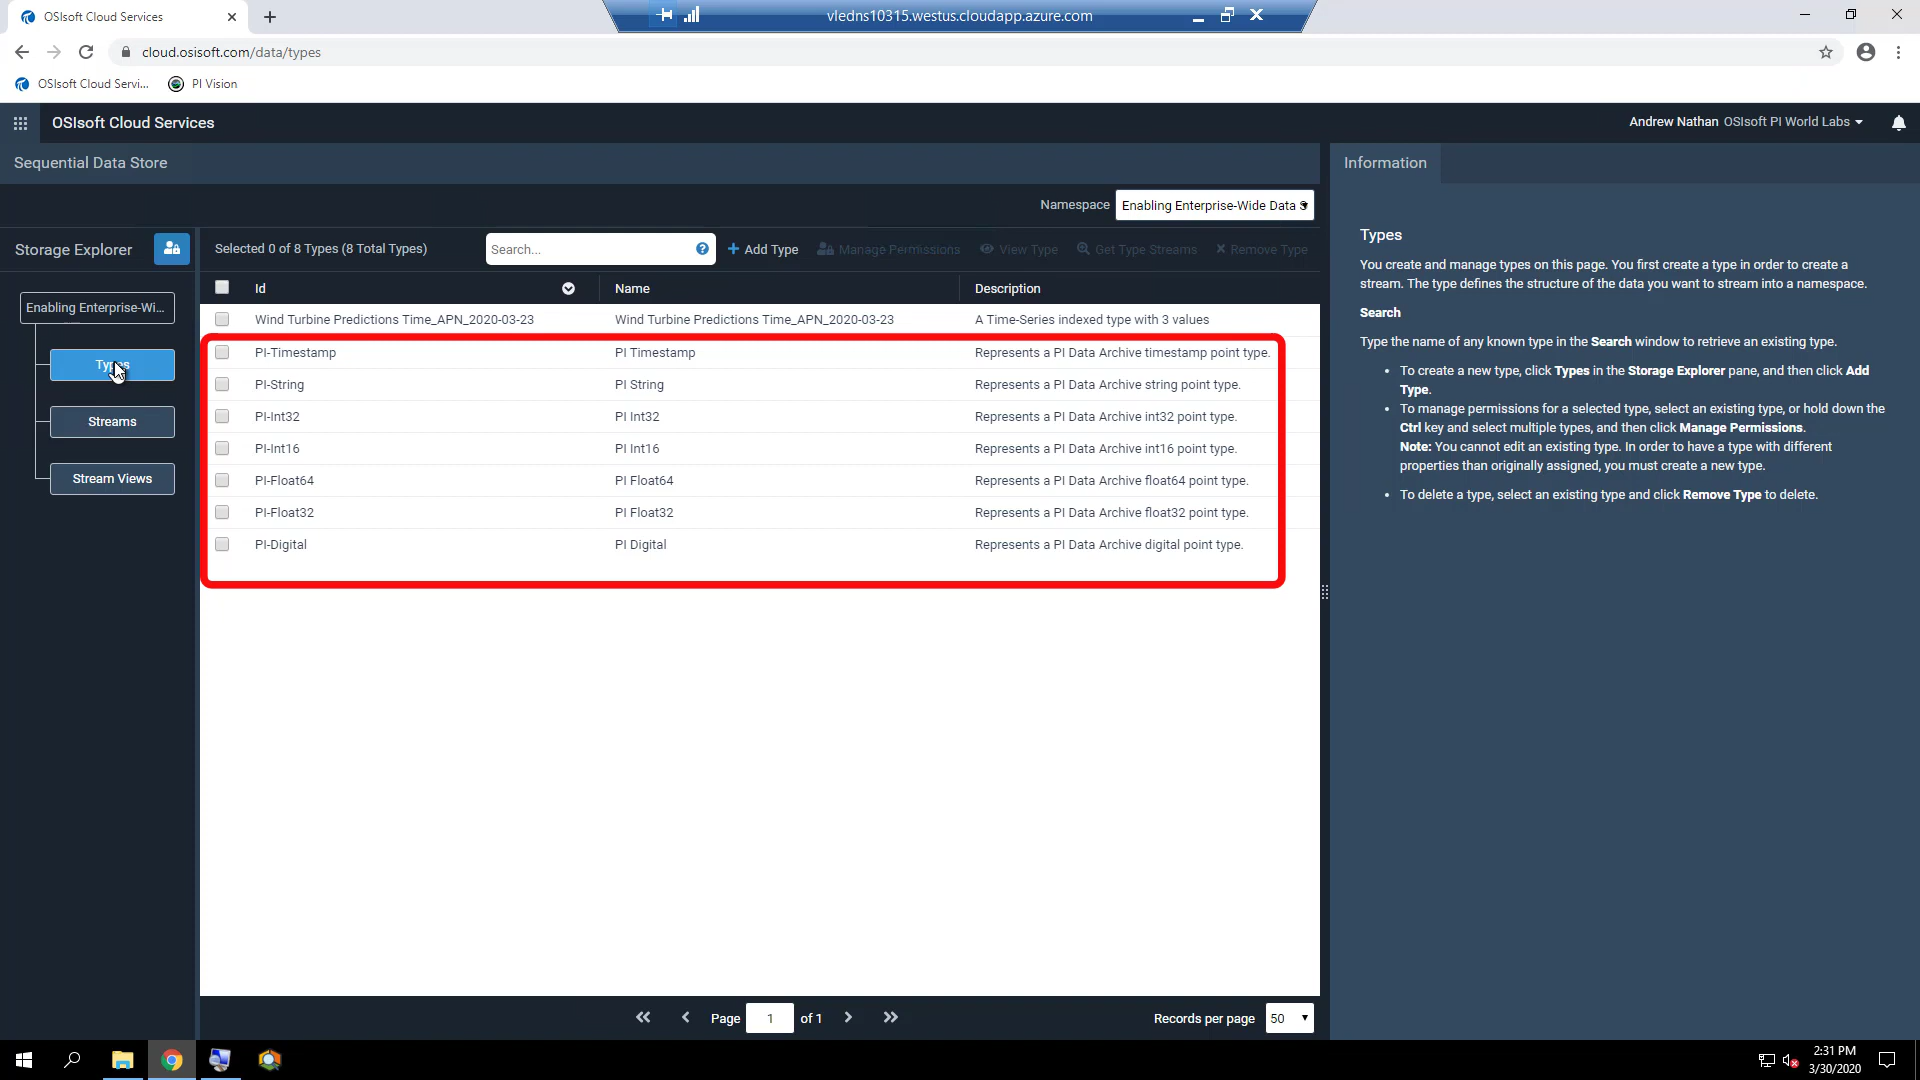 OSIsoft Cloud Services
vledns10315.westus.cloudapp.azure.com
cloud.osisoft.com/data/types
OSIsoft Cloud Servi...
PI Vision
OSIsoft Cloud Services
Andrew Nathan OSIsoft PI World Labs
Sequential Data Store
Information
Namespace
Enabling Enterprise-Wide Data S
Storage Explorer
Selected 0 of 8 Types (8 Total Types)
Search...
Add Type
Manage Permissions
View Type
Get Type Streams
Remove Type
Id
Name
Description
Enabling Enterprise-Wi...
Types
Streams
Stream Views
Wind Turbine Predictions Time_APN_2020-03-23
Wind Turbine Predictions Time_APN_2020-03-23
A Time-Series indexed type with 3 values
PI-Timestamp
PI Timestamp
Represents a PI Data Archive timestamp point type.
PI-String
PI String
Represents a PI Data Archive string point type.
PI-Int32
PI Int32
Represents a PI Data Archive int32 point type.
PI-Int16
PI Int16
Represents a PI Data Archive int16 point type.
PI-Float64
PI Float64
Represents a PI Data Archive float64 point type.
PI-Float32
PI Float32
Represents a PI Data Archive float32 point type.
PI-Digital
PI Digital
Represents a PI Data Archive digital point type.
Types
You create and manage types on this page. You first create a type in order to create a
stream. The type defines the structure of the data you want to stream into a namespace.
Search
Type the name of any known type in the Search window to retrieve an existing type.
• To create a new type, click Types in the Storage Explorer pane, and then click Add
Type.
• To manage permissions for a selected type, select an existing type, or hold down the
Ctrl key and select multiple types, and then click Manage Permissions.
Note: You cannot edit an existing type. In order to have a type with different
properties than originally assigned, you must create a new type.
• To delete a type, select an existing type and click Remove Type to delete.
Page
1
of 1
Records per page
50
2:31 PM
3/30/2020